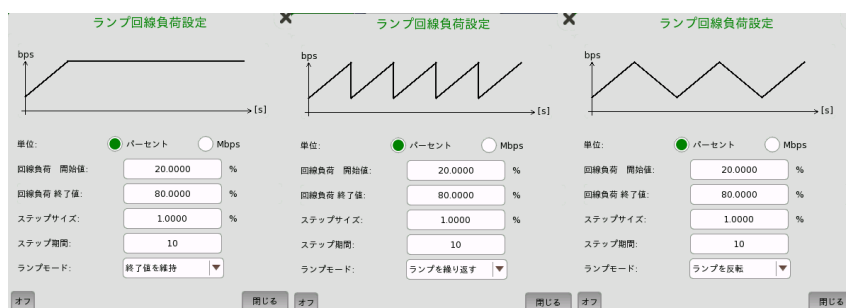 ランプ回線負荷設定
bps
[s]
単位: パーセント Mbps
回線負荷 開始値: 20.0000 %
回線負荷 終了値: 80.0000 %
ステップサイズ: 1.0000 %
ステップ期間: 10
ランプモード: 終了値を維持
オフ 閉じる
ランプ回線負荷設定
bps
[s]
単位: パーセント Mbps
回線負荷 開始値: 20.0000 %
回線負荷 終了値: 80.0000 %
ステップサイズ: 1.0000 %
ステップ期間: 10
ランプモード: ランプを繰り返す
オフ 閉じる
ランプ回線負荷設定
bps
[s]
単位: パーセント Mbps
回線負荷 開始値: 20.0000 %
回線負荷 終了値: 80.0000 %
ステップサイズ: 1.0000 %
ステップ期間: 10
ランプモード: ランプを反転
オフ 閉じる